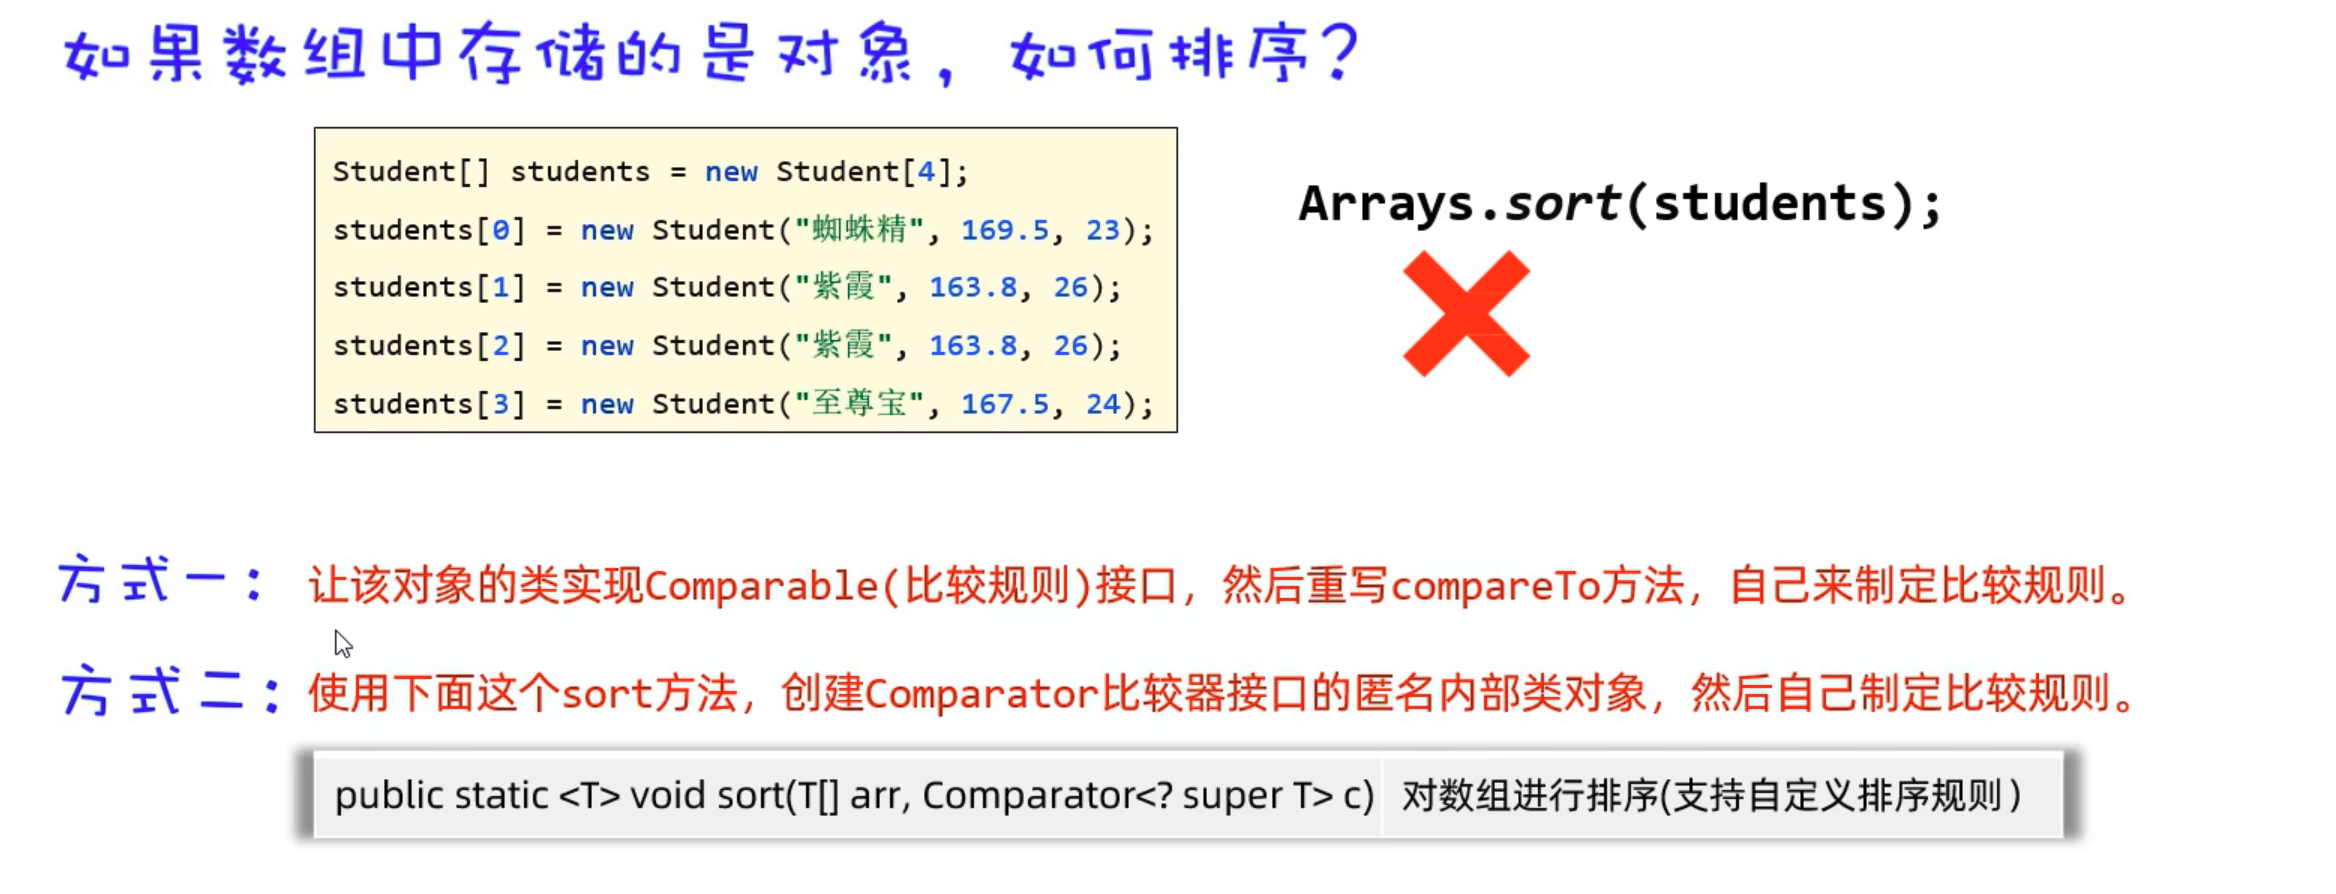 如果数组中存储的是对象，如何排序？
Student[] students = new Student[4];
students[0] = new Student("蜘蛛精", 169.5, 23);
students[1] = new Student("紫霞", 163.8, 26);
students[2] = new Student("紫霞", 163.8, 26);
students[3] = new Student("至尊宝", 167.5, 24);
Arrays.sort(students);
方式一：让该对象的类实现Comparable(比较规则)接口，然后重写compareTo方法，自己来制定比较规则。
方式二：使用下面这个sort方法，创建Comparator比较器接口的匿名内部类对象，然后自己制定比较规则。
public static <T> void sort(T[] arr, Comparator<? super T> c) 对数组进行排序(支持自定义排序规则）